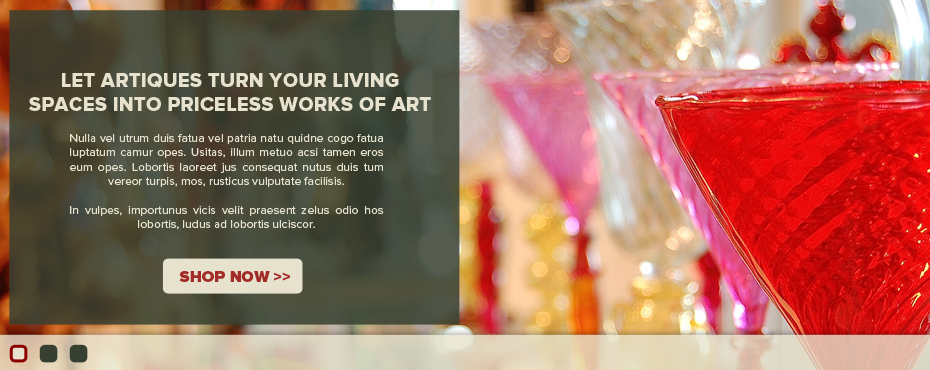 LET ARTIQUES TURN YOUR LIVING
SPACES INTO PRICELESS WORKS OF ART
Nulla vel utrum duis fatua vel patria natu quidne cogo fatua
luptatum camur opes. Usitas, illum metuo acsi tamen eros
eum opes. Lobortis laoreet jus consequat nutus duis tum
vereor turpis, mos, rusticus vulputate facilisis.
In vulpes, importunus vicis velit praesent zelus odio hos
lobortis, ludus ad lobortis ulciscor.
SHOP NOW >>